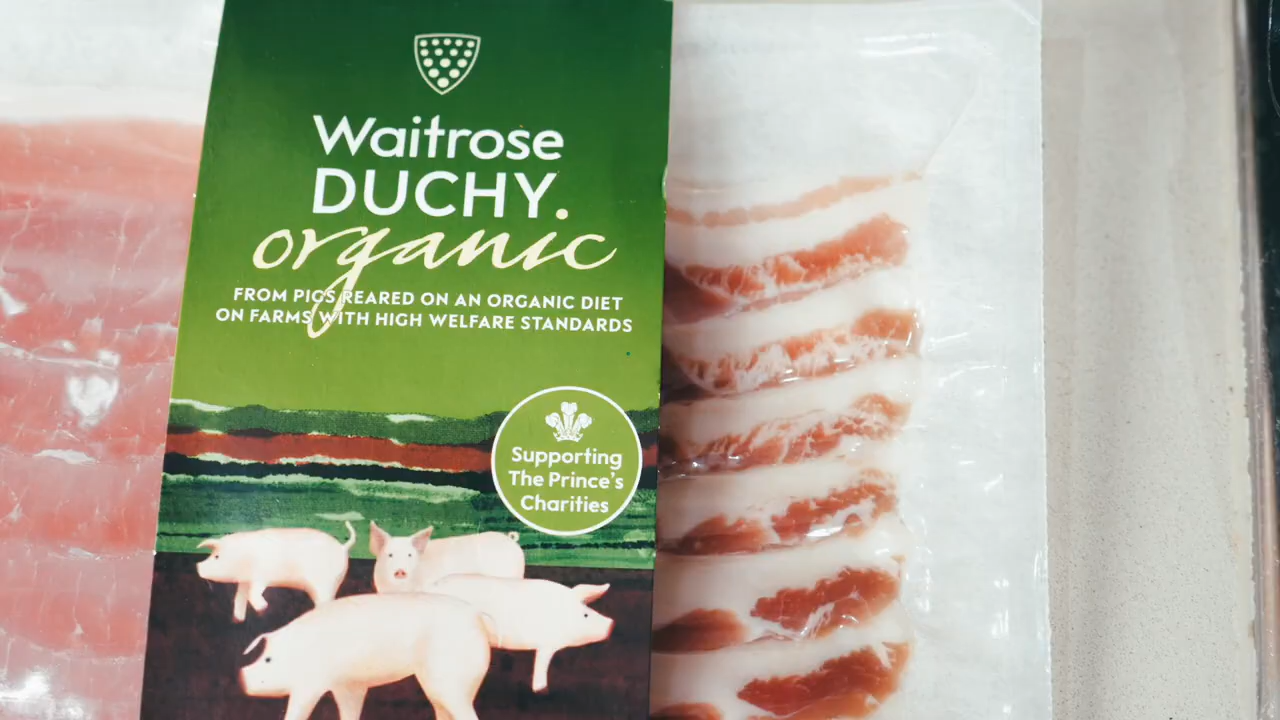 Waitrose
DUCHY.
organic
FROM PIGS REARED ON AN ORGANIC DIET
ON FARMS WITH HIGH WELFARE STANDARDS
Supporting
The Prince's
Charities